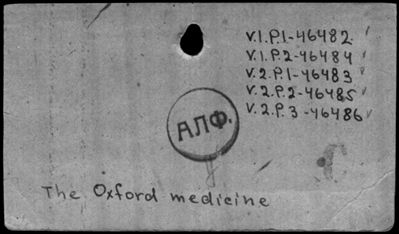 V.1.P.1-46482
V.1.P.2-46484
V.2.P.1-46483
V.2.P.2-46485
V.2.P.3-46486
АЛФ.
The Oxford medicine